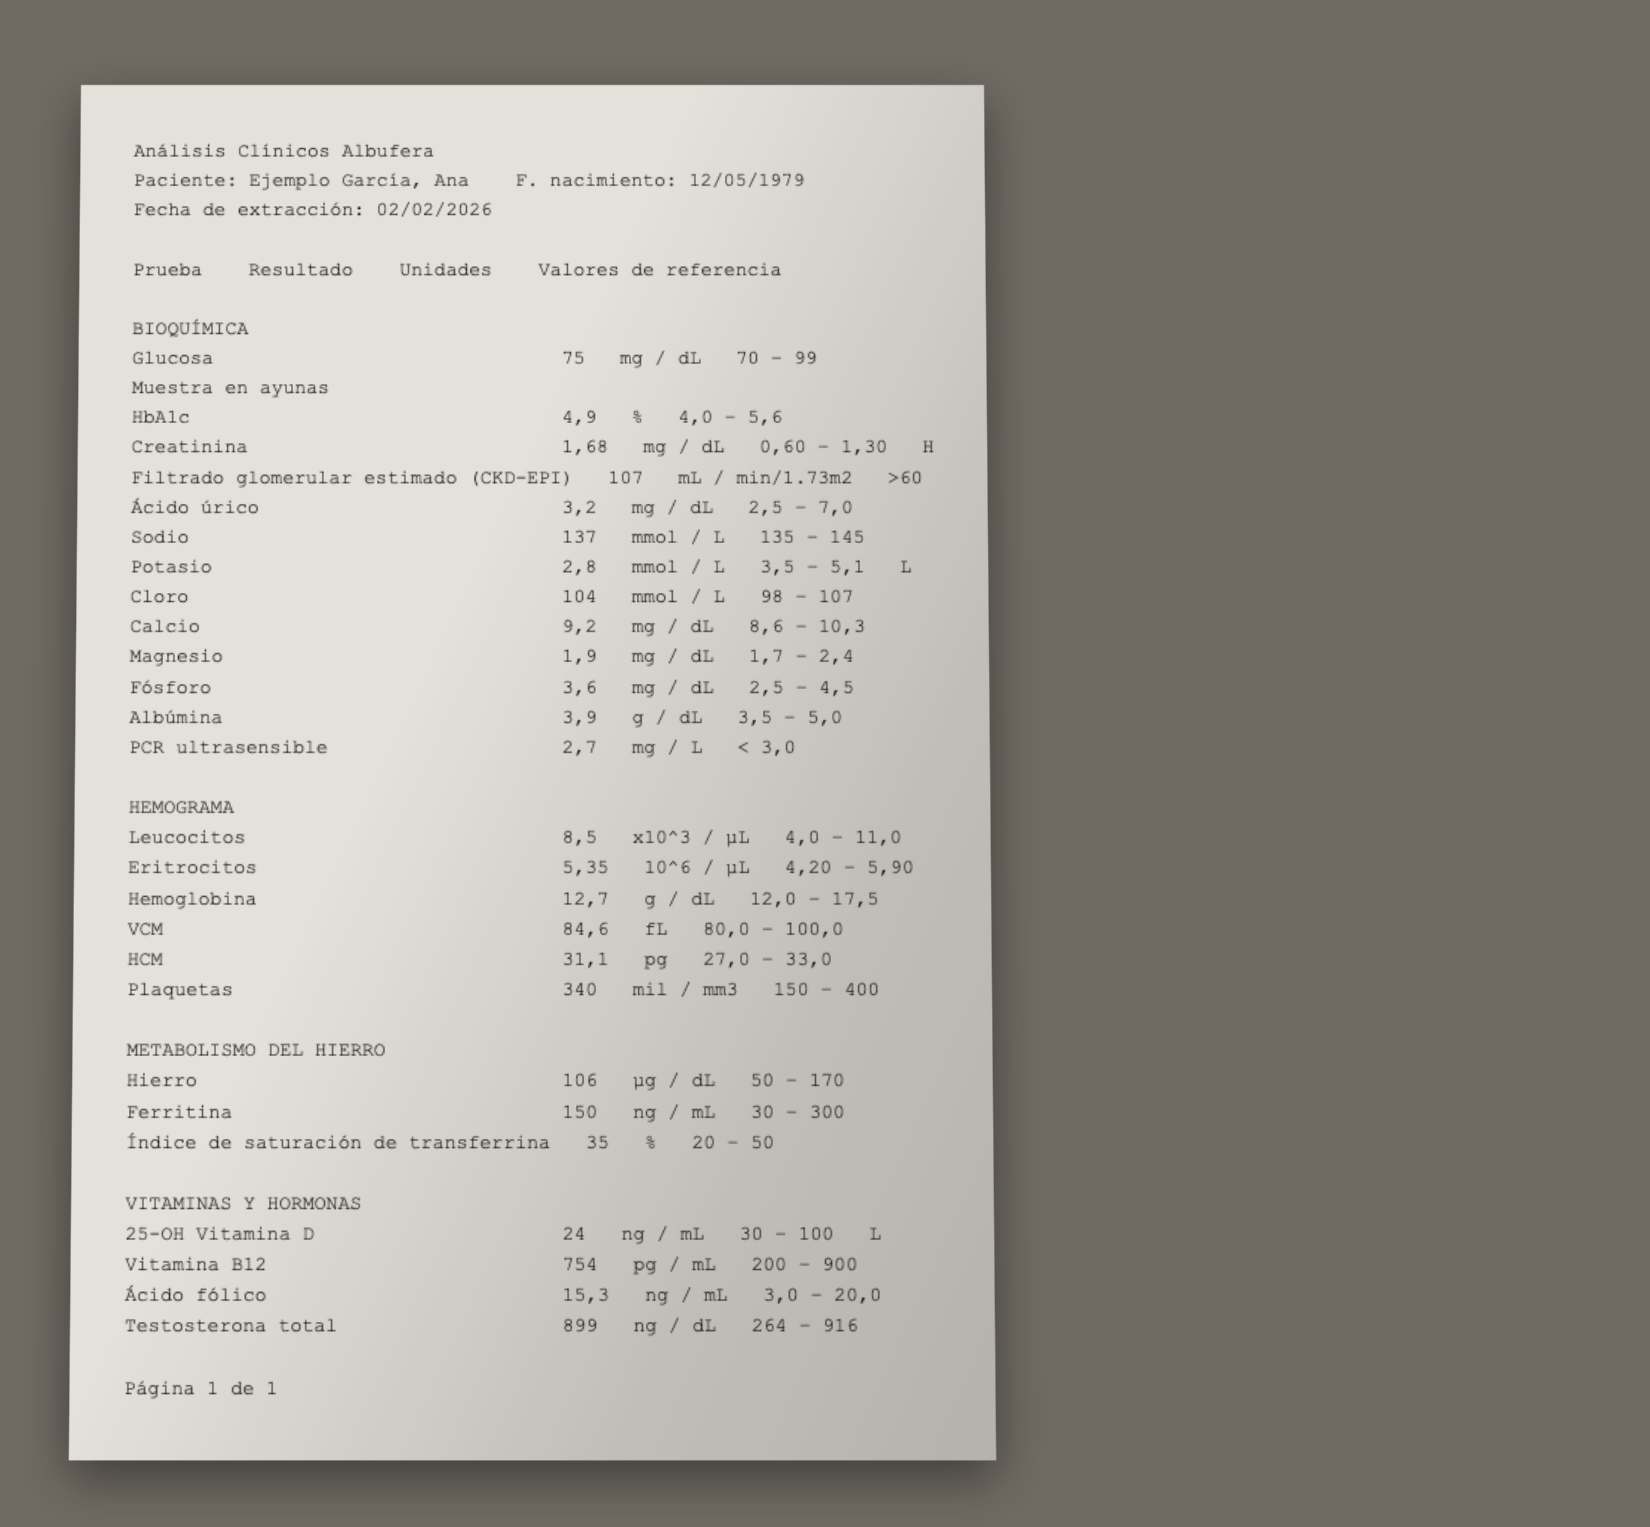 Análisis Clínicos Albufera
Paciente: Ejemplo García, Ana    F. nacimiento: 12/05/1979
Fecha de extracción: 02/02/2026
Prueba    Resultado    Unidades    Valores de referencia
BIOQUÍMICA
Glucosa    75   mg / dL   70 – 99
Muestra en ayunas
HbA1c    4,9   %   4,0 – 5,6
Creatinina    1,68   mg / dL   0,60 – 1,30   H
Filtrado glomerular estimado (CKD-EPI)   107   mL / min/1.73m2   >60
Ácido úrico    3,2   mg / dL   2,5 – 7,0
Sodio    137   mmol / L   135 – 145
Potasio    2,8   mmol / L   3,5 – 5,1   L
Cloro    104   mmol / L   98 – 107
Calcio    9,2   mg / dL   8,6 – 10,3
Magnesio    1,9   mg / dL   1,7 – 2,4
Fósforo    3,6   mg / dL   2,5 – 4,5
Albúmina    3,9   g / dL   3,5 – 5,0
PCR ultrasensible    2,7   mg / L   < 3,0
HEMOGRAMA
Leucocitos    8,5   x10^3 / µL   4,0 – 11,0
Eritrocitos    5,35   10^6 / µL   4,20 – 5,90
Hemoglobina    12,7   g / dL   12,0 – 17,5
VCM    84,6   fL   80,0 – 100,0
HCM    31,1   pg   27,0 – 33,0
Plaquetas    340   mil / mm3   150 – 400
METABOLISMO DEL HIERRO
Hierro    106   µg / dL   50 – 170
Ferritina    150   ng / mL   30 – 300
Índice de saturación de transferrina   35   %   20 – 50
VITAMINAS Y HORMONAS
25-OH Vitamina D    24   ng / mL   30 – 100   L
Vitamina B12    754   pg / mL   200 – 900
Ácido fólico    15,3   ng / mL   3,0 – 20,0
Testosterona total    899   ng / dL   264 – 916
Página 1 de 1